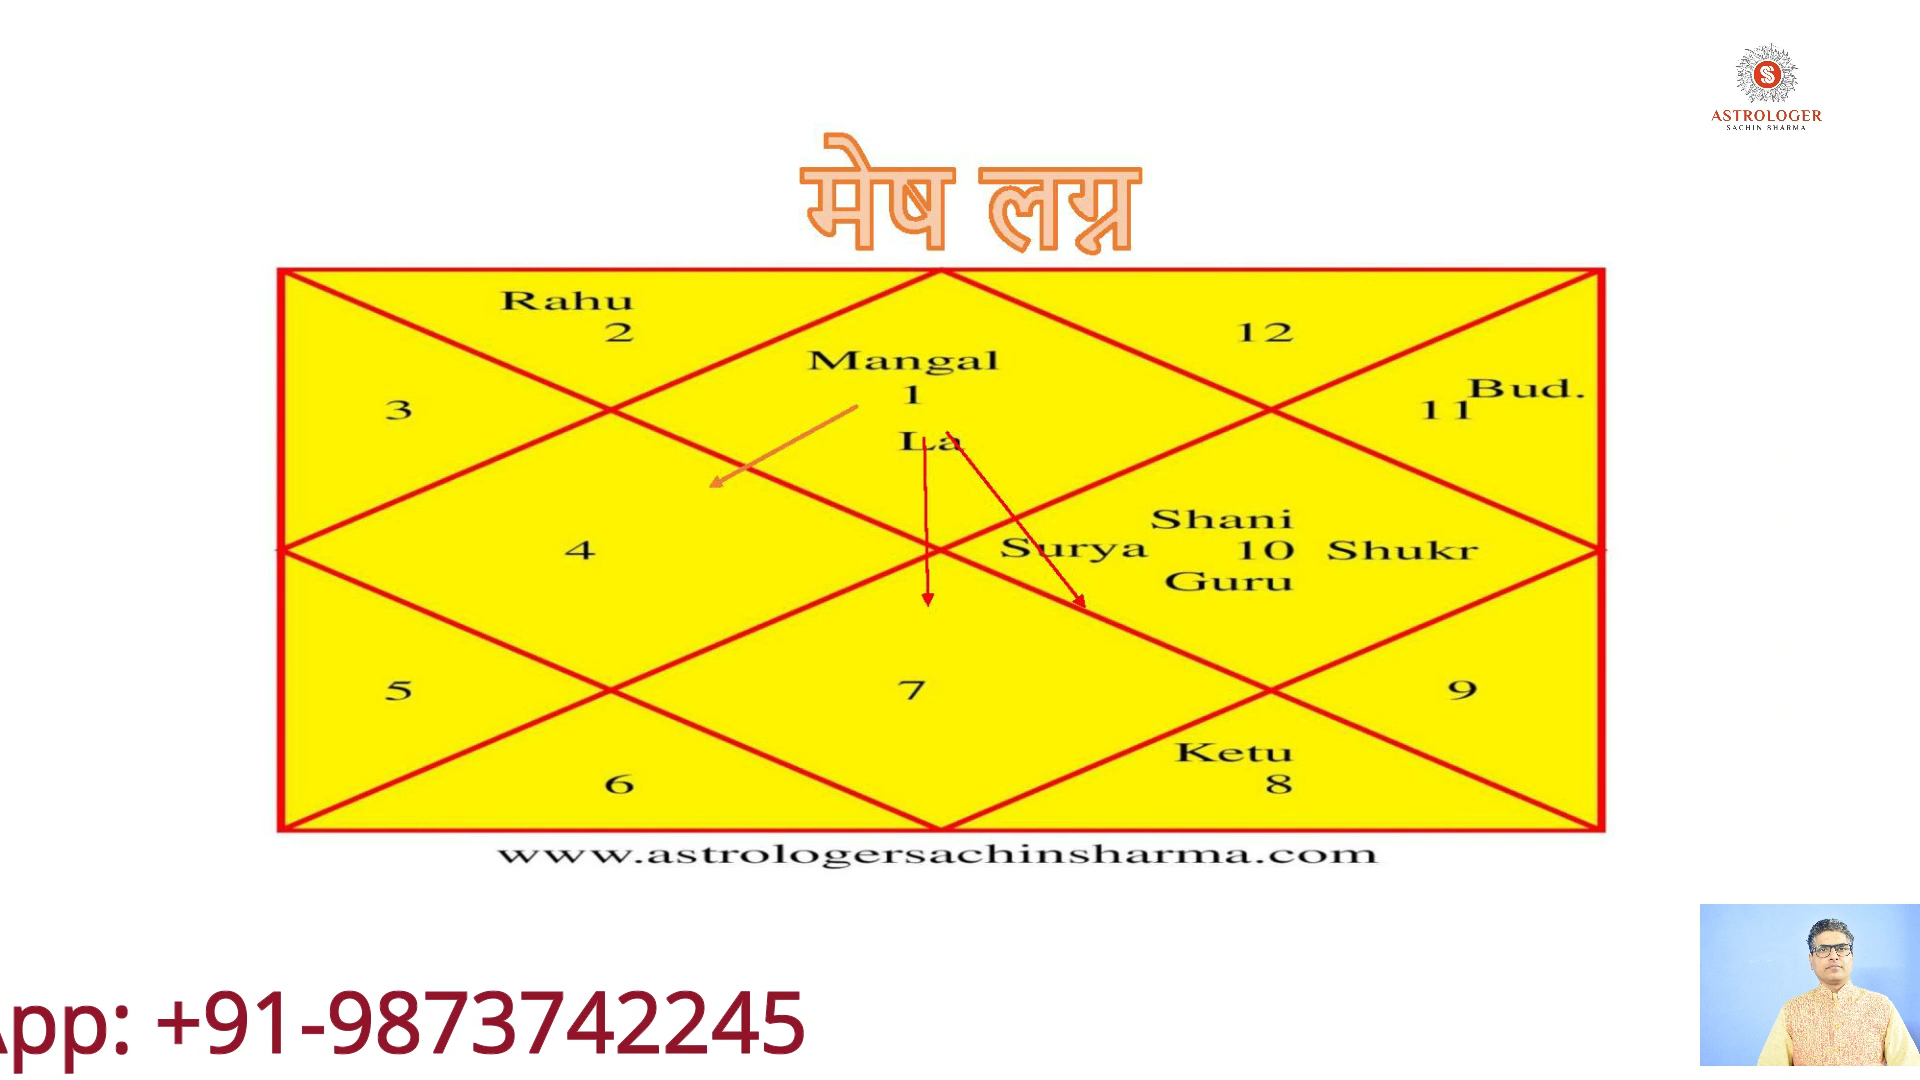 ASTROLOGER
SACHIN SHARMA
मेष लग्न
Rahu
2
12
Mangal
1
La
3
Bud.
11
4
Shani
Surya 10 Shukr
Guru
5
7
9
6
Ketu
8
www.astrologersachinsharma.com
App: +91-9873742245